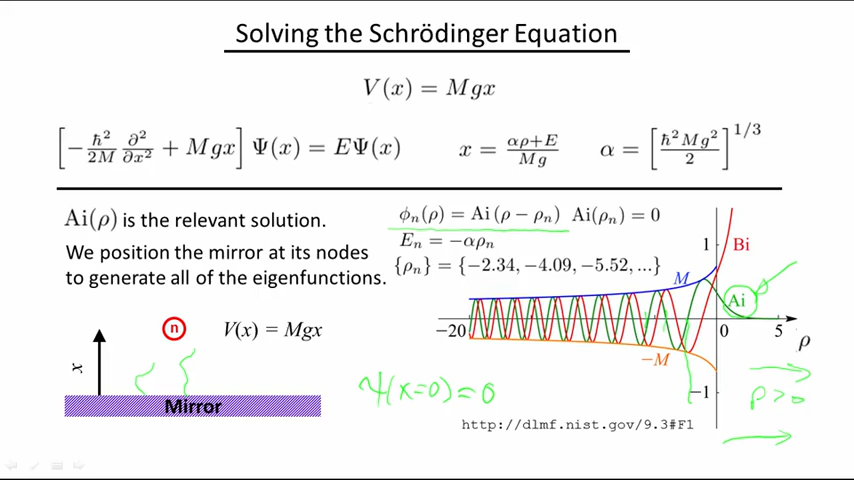 Solving the Schrödinger Equation
V(x) = Mgx
[-ℏ²/2M ∂²/∂x² + Mgx] Ψ(x) = EΨ(x) x = αρ+E/Mg α = [ℏ²Mg²/2]^1/3
Ai(ρ) is the relevant solution.
We position the mirror at its nodes
to generate all of the eigenfunctions.
ϕₙ(ρ) = Ai(ρ − ρₙ) Ai(ρₙ) = 0
Eₙ = −αρₙ
{ρₙ} = {−2.34, −4.09, −5.52, ...}
n
V(x) = Mgx
x
Mirror
1
Bi
M
Ai
−20
0
5
ρ
−M
−1
Ψ(x=0) = 0
ρ>0
http://dlmf.nist.gov/9.3#F1